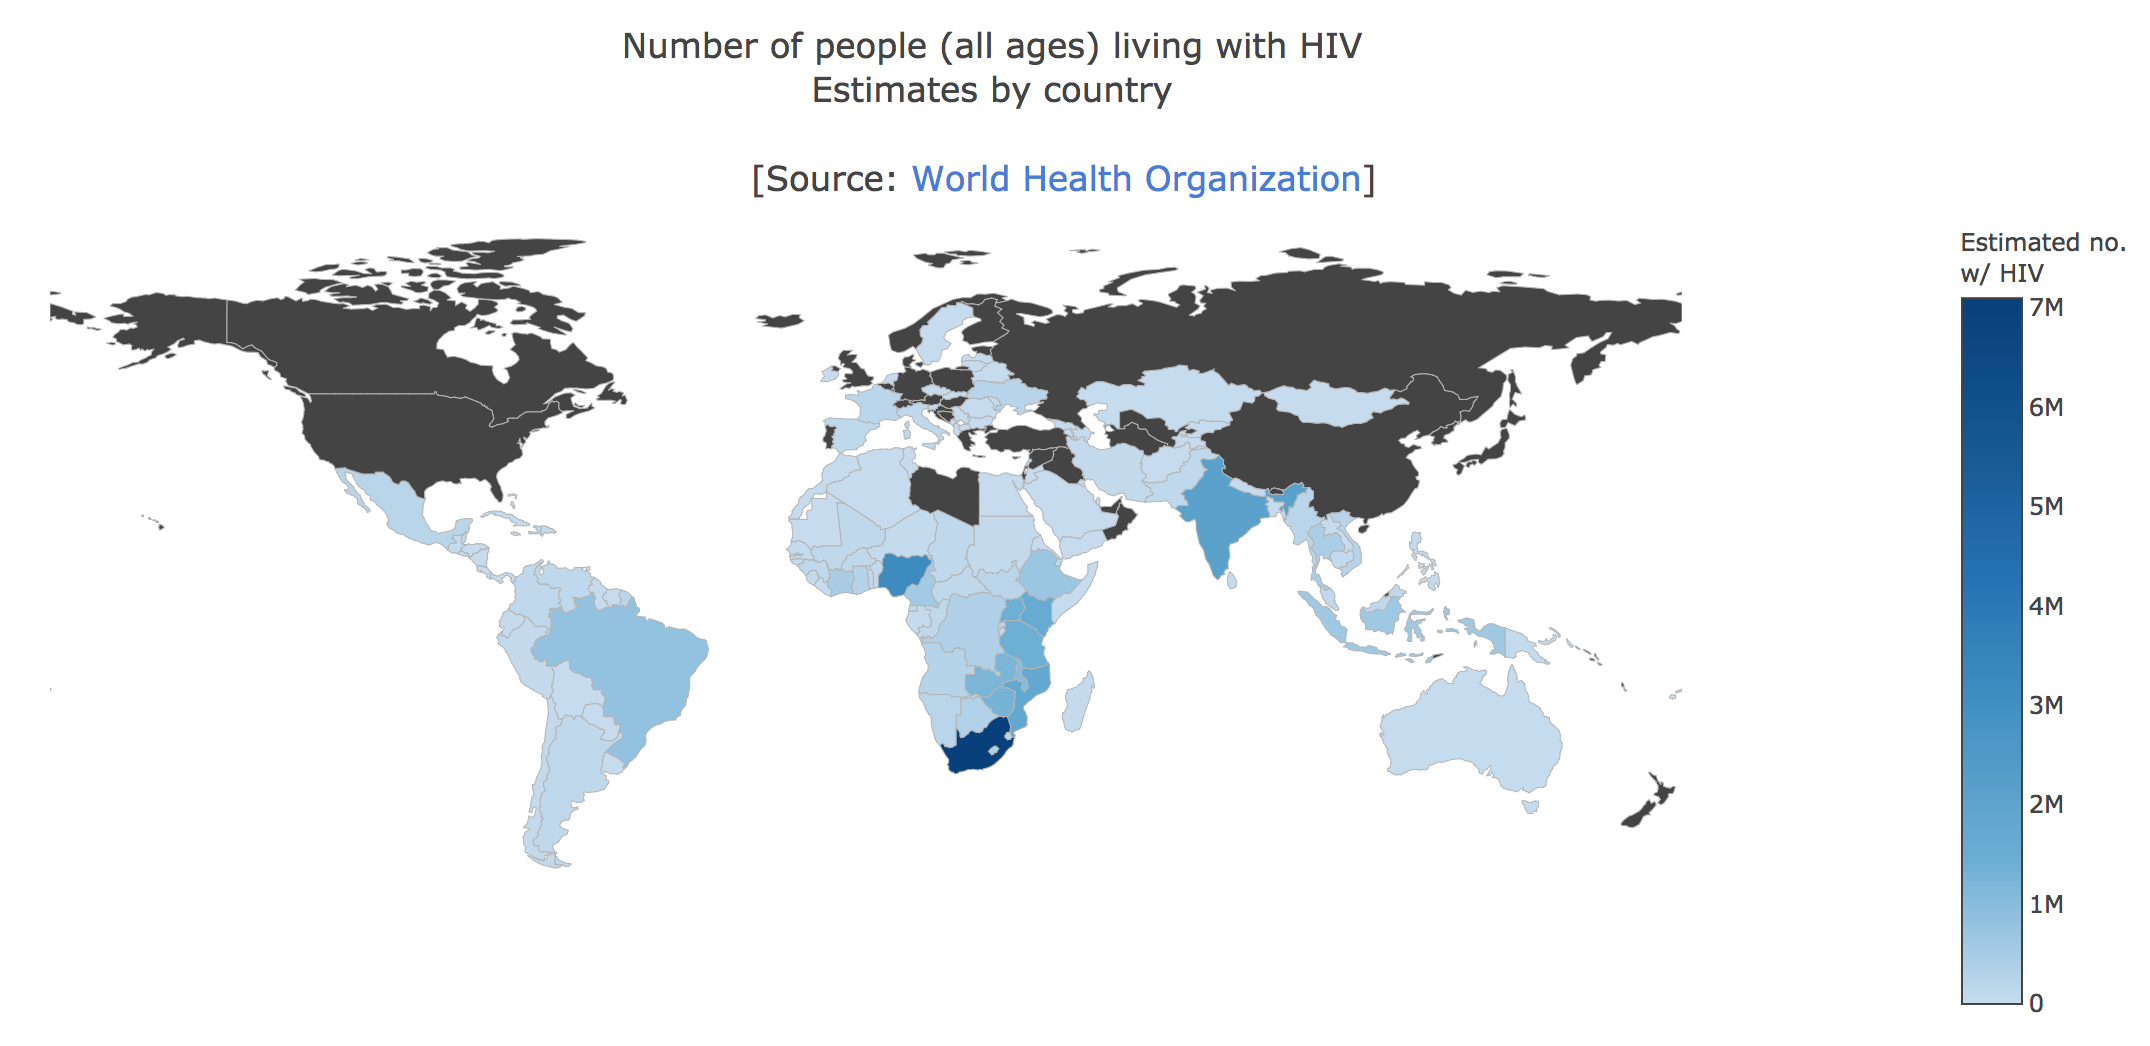 Number of people (all ages) living with HIV
Estimates by country
[Source: World Health Organization]
Estimated no.
w/ HIV
7M
6M
5M
4M
3M
2M
1M
0